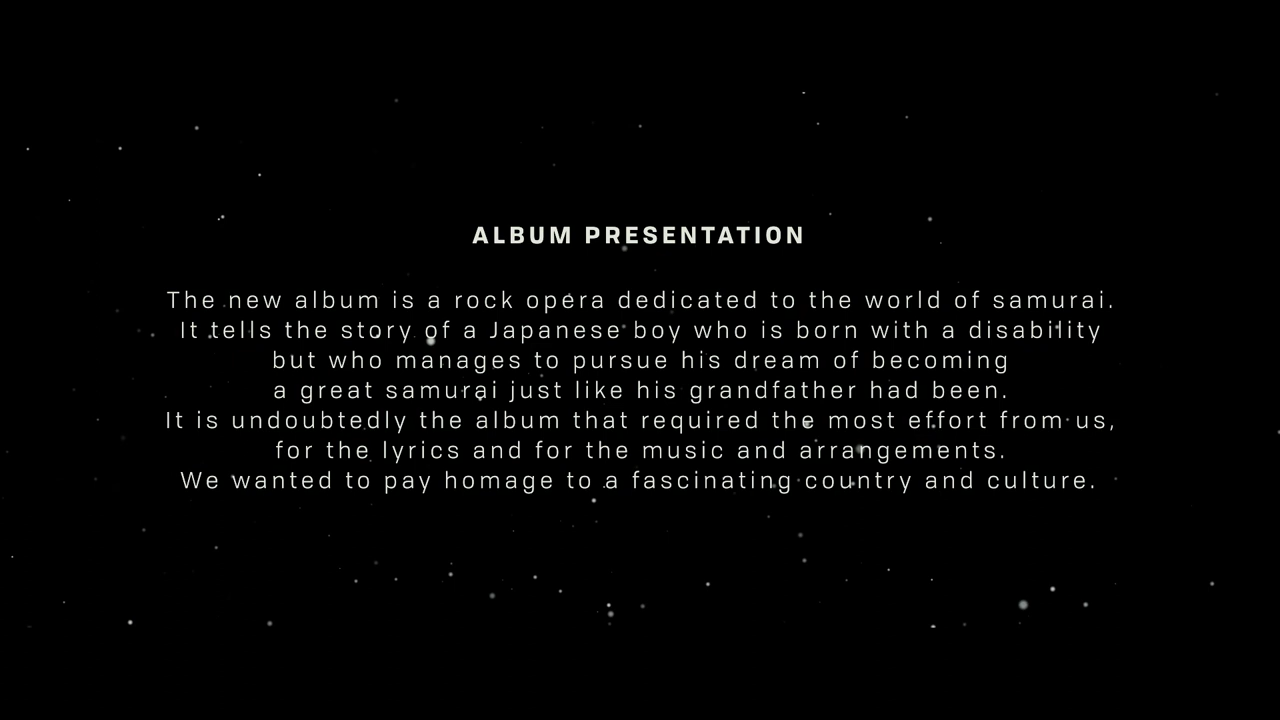 ALBUM PRESENTATION
The new album is a rock opera dedicated to the world of samurai.
It tells the story of a Japanese boy who is born with a disability
but who manages to pursue his dream of becoming
a great samurai just like his grandfather had been.
It is undoubtedly the album that required the most effort from us,
for the lyrics and for the music and arrangements.
We wanted to pay homage to a fascinating country and culture.